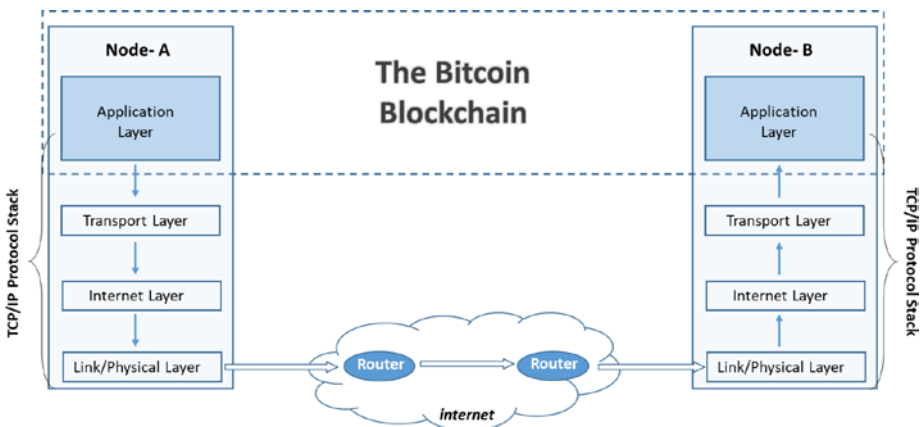 Node- A
Application
Layer
Transport Layer
Internet Layer
Link/Physical Layer
TCP/IP Protocol Stack
The Bitcoin
Blockchain
Router
Router
internet
Node-B
Application
Layer
Transport Layer
Internet Layer
Link/Physical Layer
TCP/IP Protocol Stack